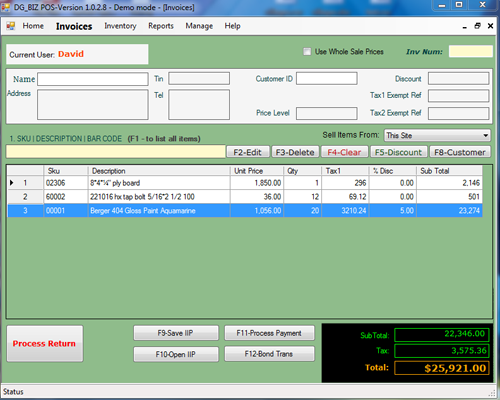 DG_BIZ POS-Version 1.0.2.8 - Demo mode - [Invoices]
Home Invoices Inventory Reports Manage Help
Current User: David
Use Whole Sale Prices
Inv Num:
Name Tin Customer ID Discount
Address Tel Tax1 Exempt Ref
Price Level Tax2 Exempt Ref
1. SKU | DESCRIPTION | BAR CODE (F1 - to list all items) Sell Items From: This Site
F2-Edit F3-Delete F4-Clear F5-Discount F8-Customer
Sku Description Unit Price Qty Tax1 % Disc Sub Total
1 02306 8"4"¼" ply board 1,850.00 1 296 0.00 2,146
2 60002 221016 hx tap bolt 5/16"2 1/2 100 36.00 12 69.12 0.00 501
3 00001 Berger 404 Gloss Paint Aquamarine 1,056.00 20 3210.24 5.00 23,274
Process Return
F9-Save IIP F11-Process Payment
F10-Open IIP F12-Bond Trans
SubTotal: 22,346.00
Tax: 3,575.36
Total: $25,921.00
Status